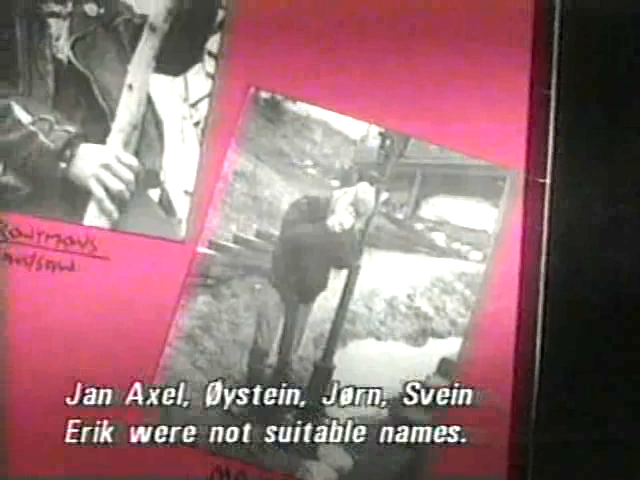 Jan Axel, Øystein, Jørn, Svein
Erik were not suitable names.